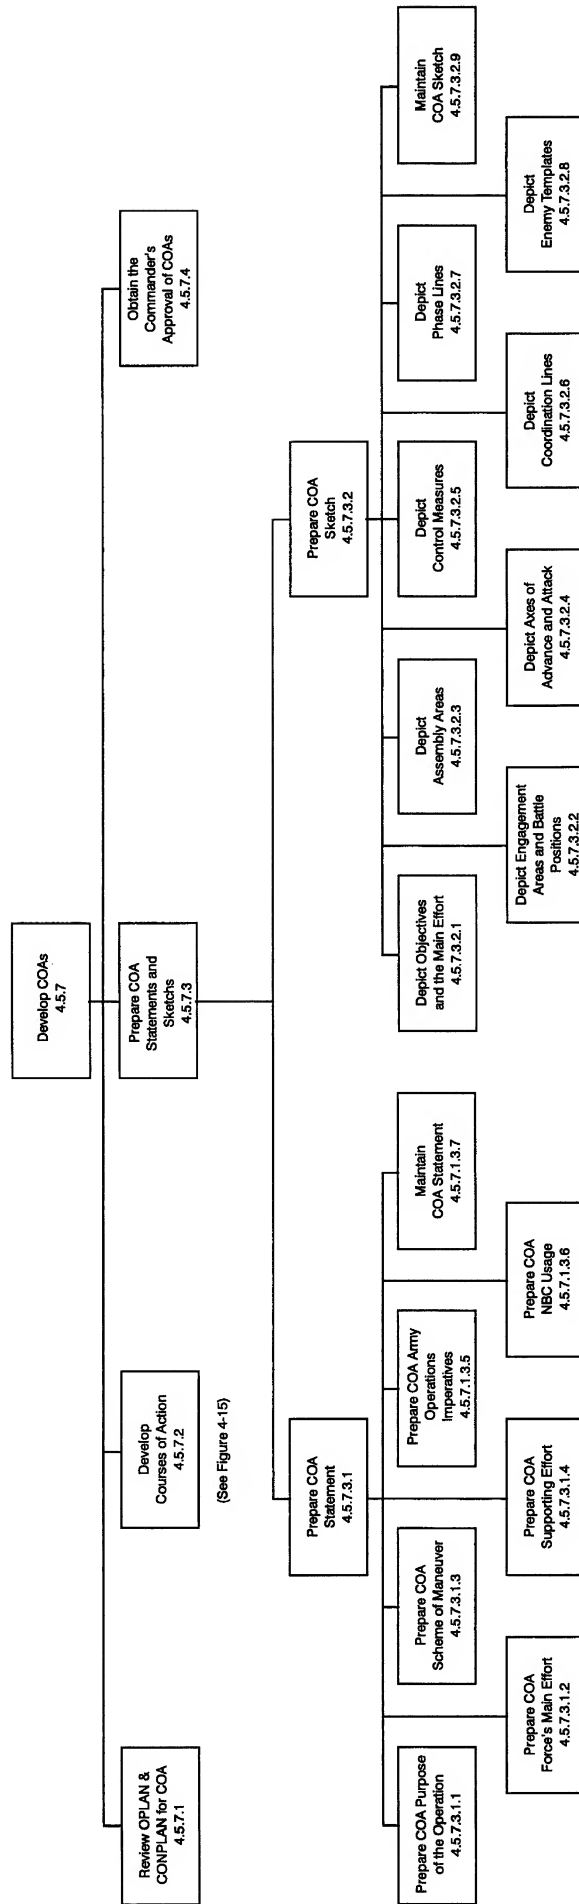 Develop COAs
4.5.7
Review OPLAN &
CONPLAN for COA
4.5.7.1
Develop
Courses of Action
4.5.7.2
(See Figure 4-15)
Prepare COA
Statements and
Sketchs
4.5.7.3
Obtain the
Commander's
Approval of COAs
4.5.7.4
Prepare COA
Statement
4.5.7.3.1
Prepare COA
Sketch
4.5.7.3.2
Prepare COA Purpose
of the Operation
4.5.7.3.1.1
Prepare COA
Scheme of Maneuver
4.5.7.3.1.3
Prepare COA Army
Operations
Imperatives
4.5.7.1.3.5
Maintain
COA Statement
4.5.7.1.3.7
Depict Objectives
and the Main Effort
4.5.7.3.2.1
Depict
Assembly Areas
4.5.7.3.2.3
Depict
Control Measures
4.5.7.3.2.5
Depict
Phase Lines
4.5.7.3.2.7
Maintain
COA Sketch
4.5.7.3.2.9
Prepare COA
Force's Main Effort
4.5.7.3.1.2
Prepare COA
Supporting Effort
4.5.7.3.1.4
Prepare COA
NBC Usage
4.5.7.1.3.6
Depict Engagement
Areas and Battle
Positions
4.5.7.3.2.2
Depict Axes of
Advance and Attack
4.5.7.3.2.4
Depict
Coordination Lines
4.5.7.3.2.6
Depict
Enemy Templates
4.5.7.3.2.8